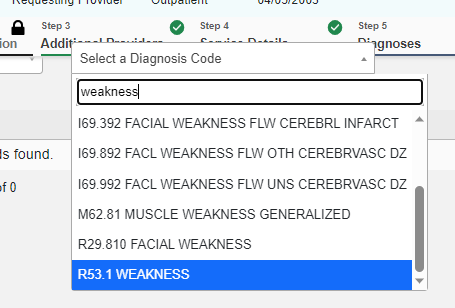 Requesting Provider Outpatient 04/03/2003
Step 3 Step 4 Step 5
ion Additional Providers Service Details Diagnoses
Select a Diagnosis Code
weakness
I69.392 FACIAL WEAKNESS FLW CEREBRL INFARCT
ds found.
I69.892 FACL WEAKNESS FLW OTH CEREBRVASC DZ
of 0
I69.992 FACL WEAKNESS FLW UNS CEREBRVASC DZ
M62.81 MUSCLE WEAKNESS GENERALIZED
R29.810 FACIAL WEAKNESS
R53.1 WEAKNESS